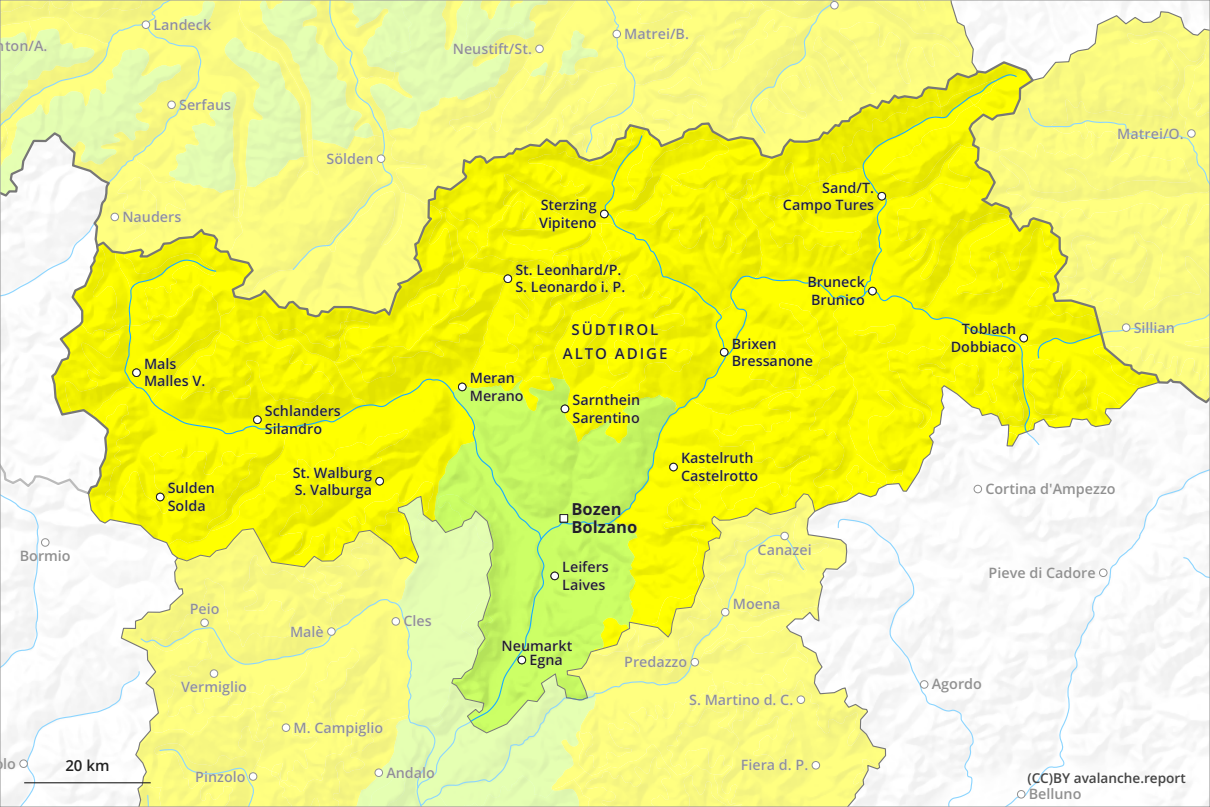 Landeck
nton/A.
Neustift/St.
Matrei/B.
Serfaus
Matrei/O.
Sölden
Nauders
Sand/T.
Campo Tures
Sterzing
Vipiteno
St. Leonhard/P.
S. Leonardo i. P.
Bruneck
Brunico
SÜDTIROL
ALTO ADIGE
Toblach
Dobbiaco
Sillian
Brixen
Bressanone
Mals
Malles V.
Meran
Merano
Sarnthein
Sarentino
Schlanders
Silandro
Kastelruth
Castelrotto
St. Walburg
S. Valburga
Sulden
Solda
Cortina d'Ampezzo
Bozen
Bolzano
Bormio
Canazei
Leifers
Laives
Pieve di Cadore
Peio
Moena
Cles
Malè
Neumarkt
Egna
Predazzo
Vermiglio
Agordo
S. Martino d. C.
M. Campiglio
Fiera d. P.
olo
20 km
Pinzolo
Andalo
(CC)BY avalanche.report
Belluno